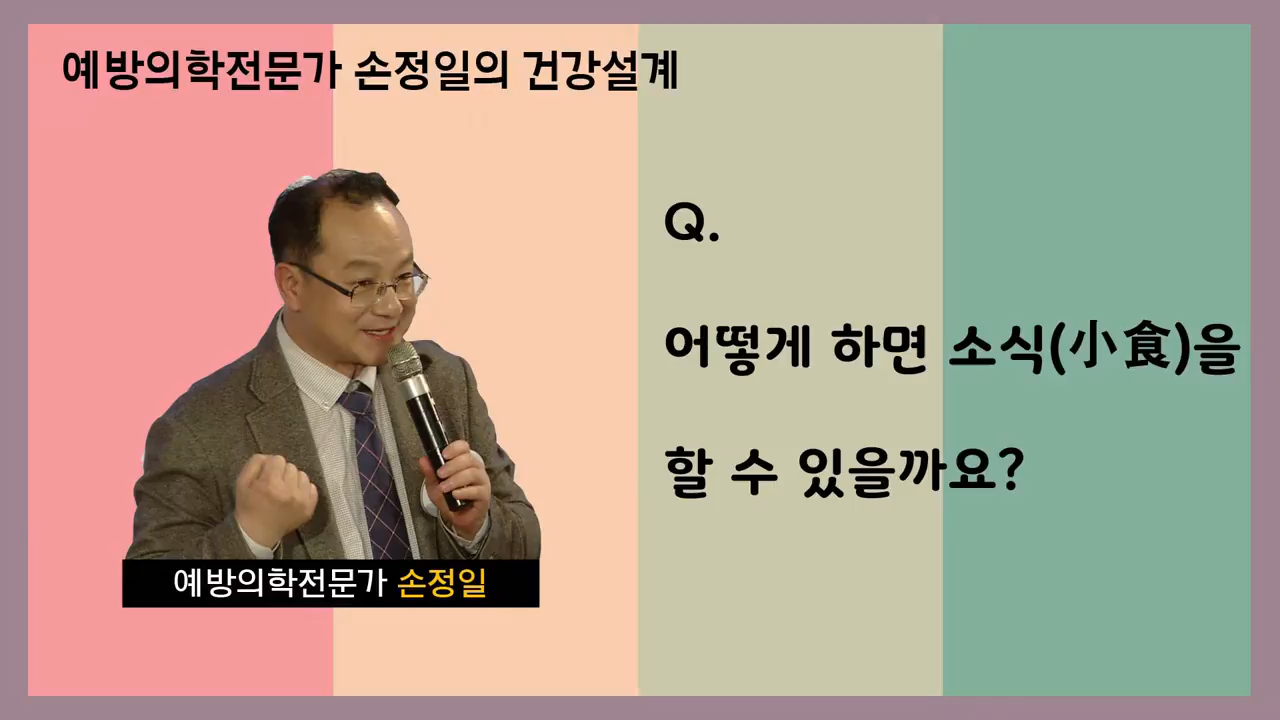 예방의학전문가 손정일의 건강설계
Q.
어떻게 하면 소식(小食)을
할 수 있을까요?
예방의학전문가 손정일